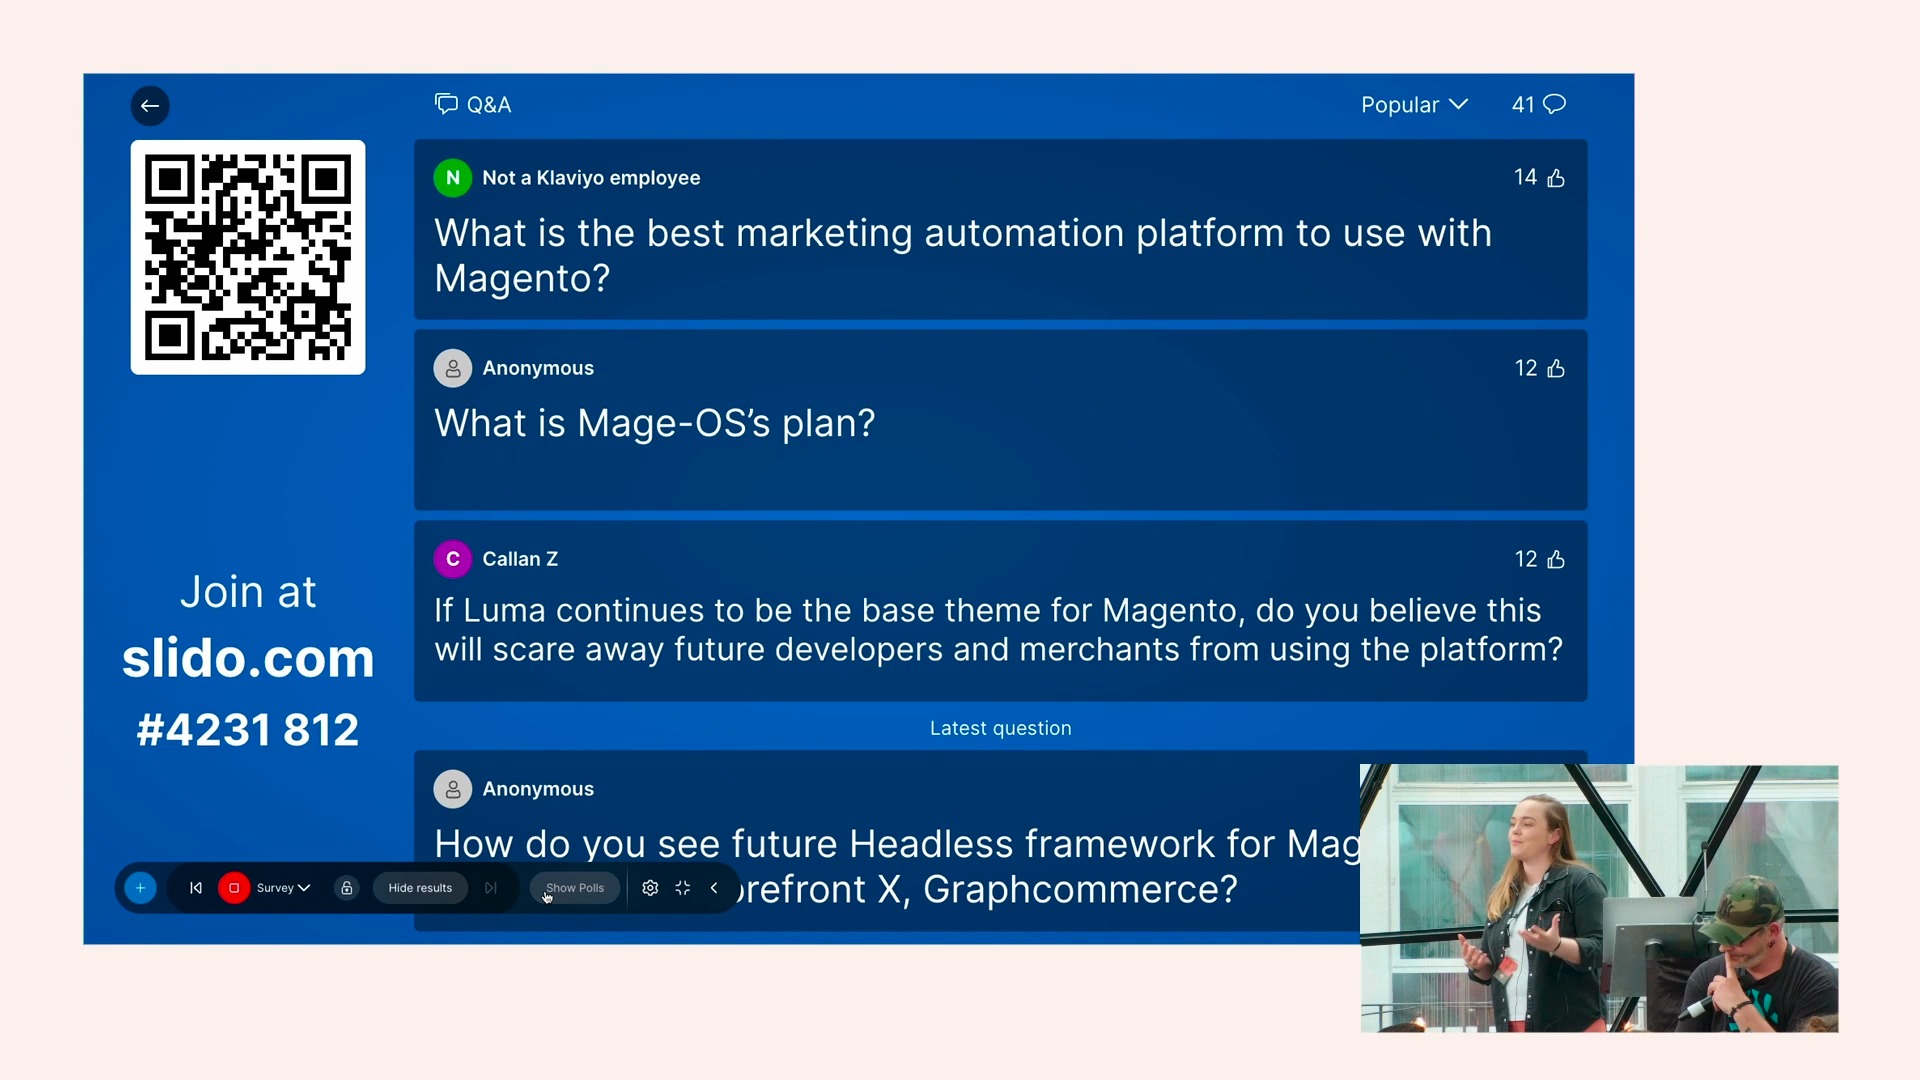 Q&A
Popular
41
N
Not a Klaviyo employee
14
What is the best marketing automation platform to use with
Magento?
Anonymous
12
What is Mage-OS’s plan?
C
Callan Z
12
If Luma continues to be the base theme for Magento, do you believe this
will scare away future developers and merchants from using the platform?
Join at
slido.com
#4231 812
Latest question
Anonymous
How do you see future Headless framework for
X, Graphcommerce?
Survey
Hide results
Show Polls